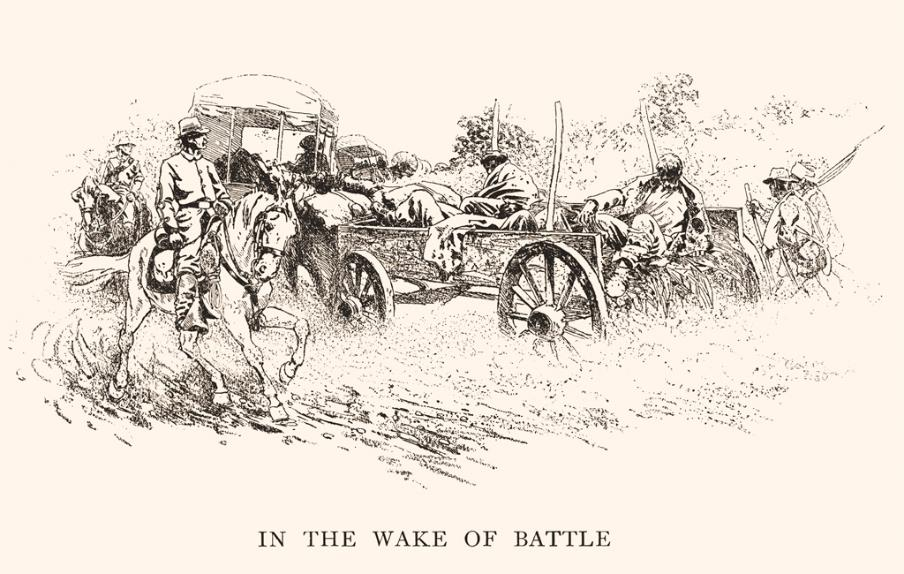 IN THE WAKE OF BATTLE